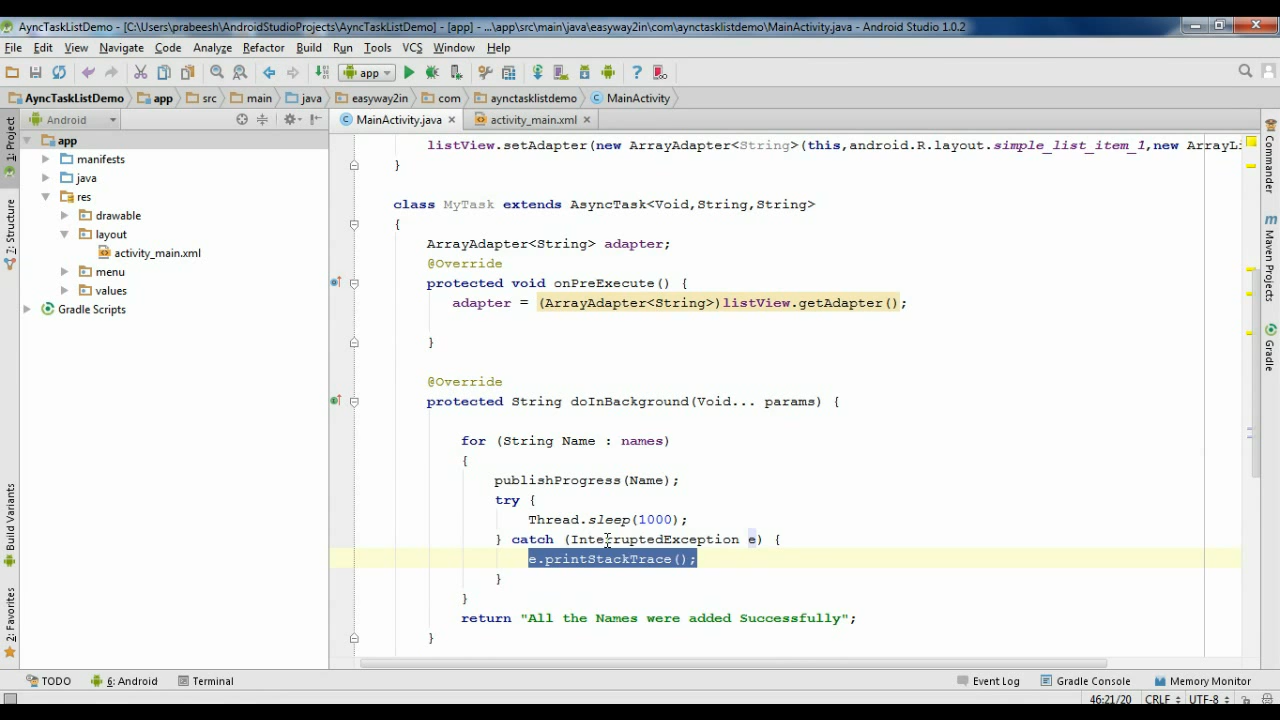 AyncTaskListDemo - [C:\Users\prabeesh\AndroidStudioProjects\AyncTaskListDemo] - [app] - ...\app\src\main\java\easyway2in\com\aynctasklistdemo\MainActivity.java - Android Studio 1.0.2
File Edit View Navigate Code Analyze Refactor Build Run Tools VCS Window Help
app
AyncTaskListDemo app src main java easyway2in com aynctasklistdemo MainActivity
Android
MainActivity.java activity_main.xml
1: Project
7: Structure
Build Variants
2: Favorites
app
manifests
java
res
drawable
layout
activity_main.xml
menu
values
Gradle Scripts
listView.setAdapter(new ArrayAdapter<String>(this,android.R.layout.simple_list_item_1,new ArrayLi
}
class MyTask extends AsyncTask<Void,String,String>
{
ArrayAdapter<String> adapter;
@Override
protected void onPreExecute() {
adapter = (ArrayAdapter<String>)listView.getAdapter();
}
@Override
protected String doInBackground(Void... params) {
for (String Name : names)
{
publishProgress(Name);
try {
Thread.sleep(1000);
} catch (InterruptedException e) {
e.printStackTrace();
}
}
return "All the Names were added Successfully";
}
Commander
m
Maven Projects
Gradle
TODO 6: Android Terminal Event Log Gradle Console Memory Monitor
46:21/20 CRLF UTF-8